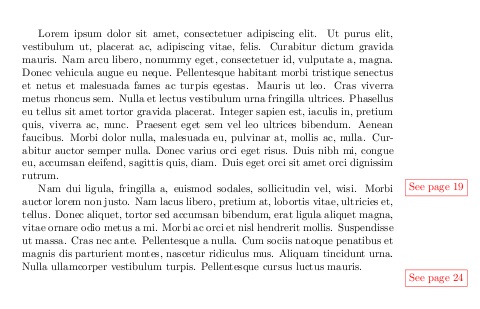 Lorem ipsum dolor sit amet, consectetuer adipiscing elit. Ut purus elit,
vestibulum ut, placerat ac, adipiscing vitae, felis. Curabitur dictum gravida
mauris. Nam arcu libero, nonummy eget, consectetuer id, vulputate a, magna.
Donec vehicula augue eu neque. Pellentesque habitant morbi tristique senectus
et netus et malesuada fames ac turpis egestas. Mauris ut leo. Cras viverra
metus rhoncus sem. Nulla et lectus vestibulum urna fringilla ultrices. Phasellus
eu tellus sit amet tortor gravida placerat. Integer sapien est, iaculis in, pretium
quis, viverra ac, nunc. Praesent eget sem vel leo ultrices bibendum. Aenean
faucibus. Morbi dolor nulla, malesuada eu, pulvinar at, mollis ac, nulla. Cur-
abitur auctor semper nulla. Donec varius orci eget risus. Duis nibh mi, congue
eu, accumsan eleifend, sagittis quis, diam. Duis eget orci sit amet orci dignissim
rutrum.
Nam dui ligula, fringilla a, euismod sodales, sollicitudin vel, wisi. Morbi
auctor lorem non justo. Nam lacus libero, pretium at, lobortis vitae, ultricies et,
tellus. Donec aliquet, tortor sed accumsan bibendum, erat ligula aliquet magna,
vitae ornare odio metus a mi. Morbi ac orci et nisl hendrerit mollis. Suspendisse
ut massa. Cras nec ante. Pellentesque a nulla. Cum sociis natoque penatibus et
magnis dis parturient montes, nascetur ridiculus mus. Aliquam tincidunt urna.
Nulla ullamcorper vestibulum turpis. Pellentesque cursus luctus mauris.
See page 19
See page 24